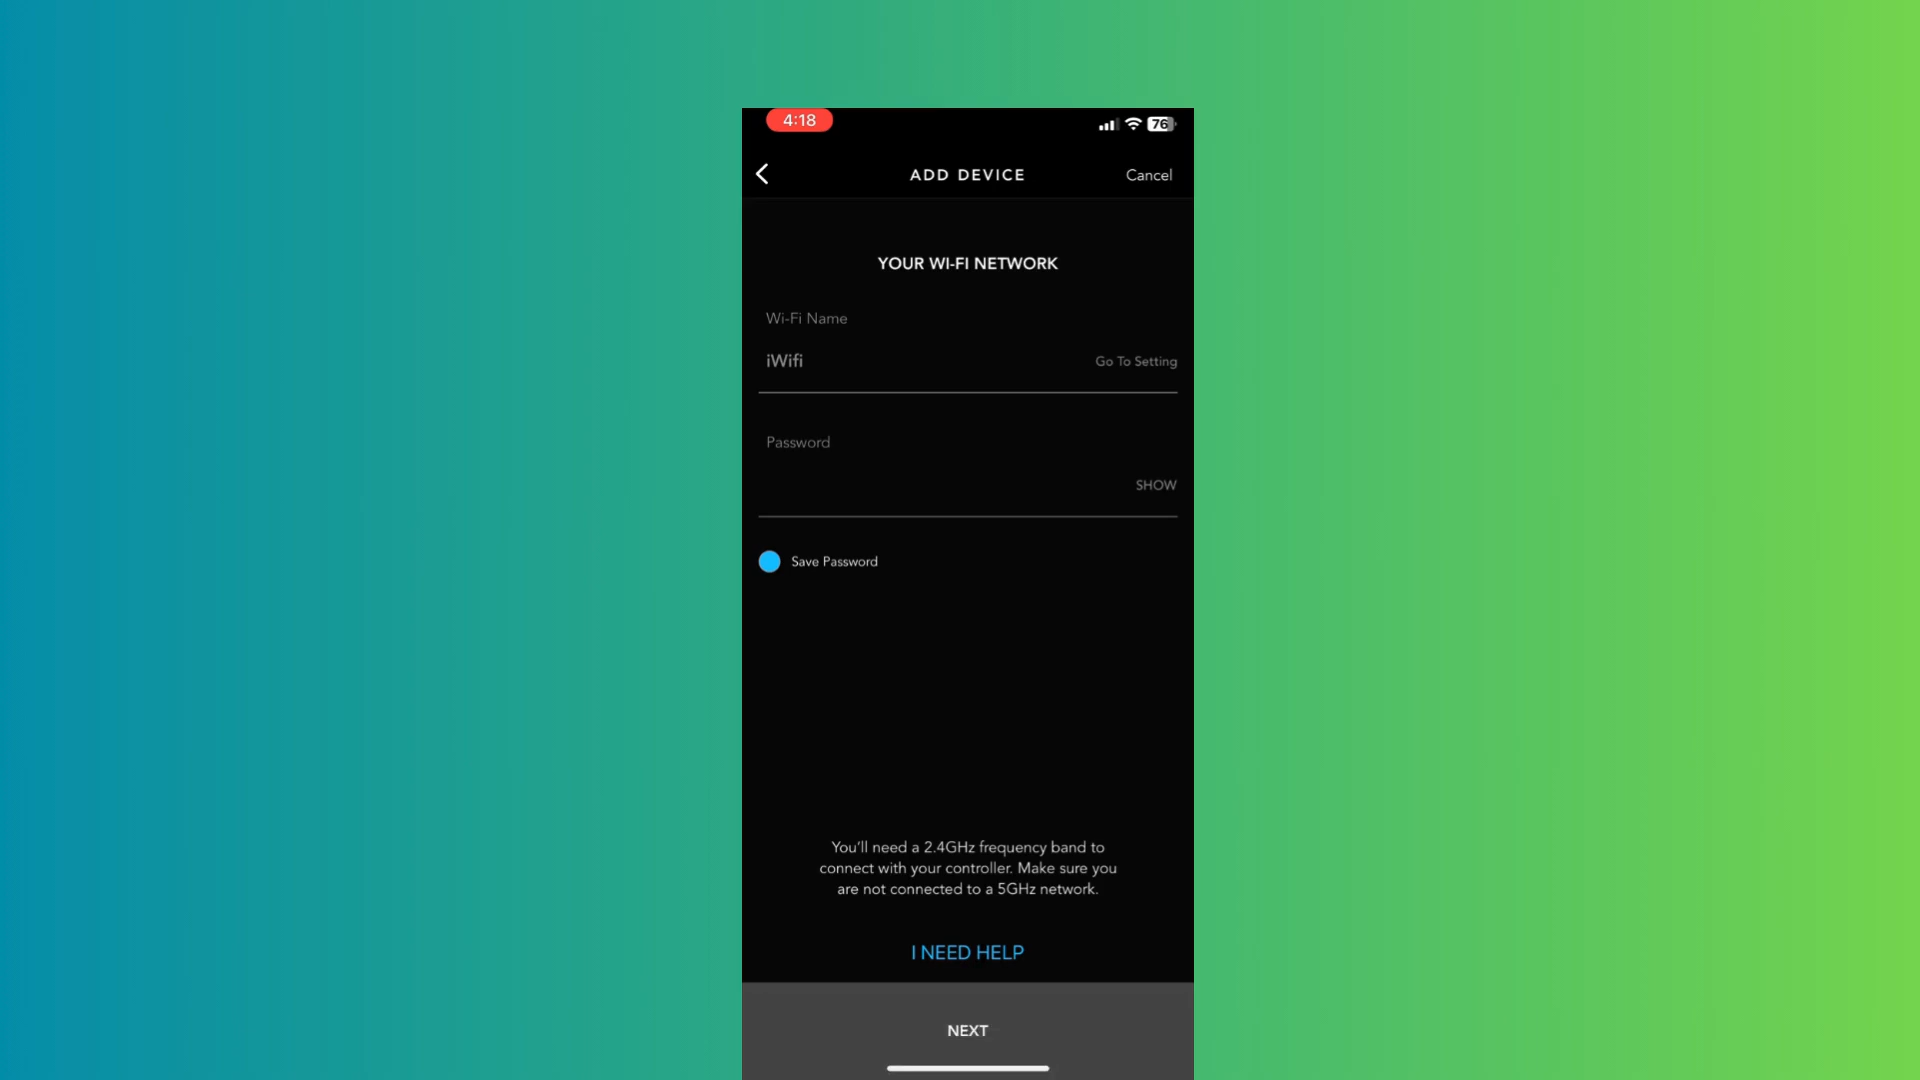 4:18
76
ADD DEVICE
Cancel
YOUR WI-FI NETWORK
Wi-Fi Name
iWifi
Go To Setting
Password
SHOW
Save Password
You'll need a 2.4GHz frequency band to
connect with your controller. Make sure you
are not connected to a 5GHz network.
I NEED HELP
NEXT